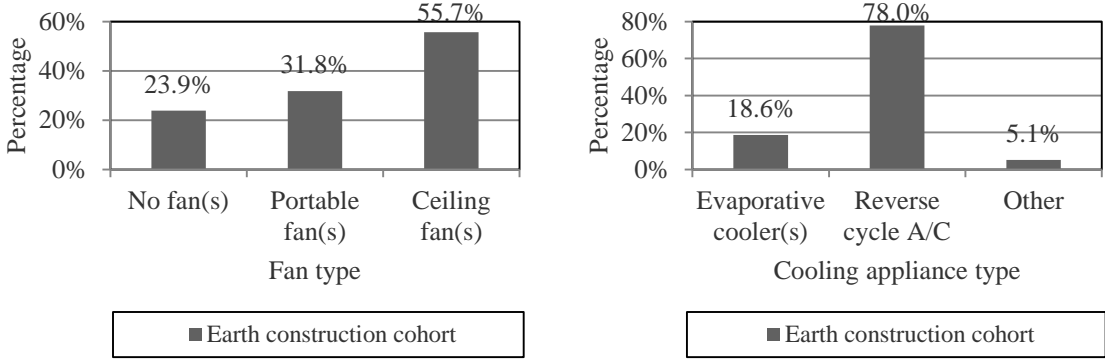 Percentage
60%
40%
20%
0%
23.9%
31.8%
55.7%
No fan(s)
Portable
fan(s)
Ceiling
fan(s)
Fan type
Earth construction cohort
Percentage
80%
60%
40%
20%
0%
18.6%
78.0%
5.1%
Evaporative
cooler(s)
Reverse
cycle A/C
Other
Cooling appliance type
Earth construction cohort